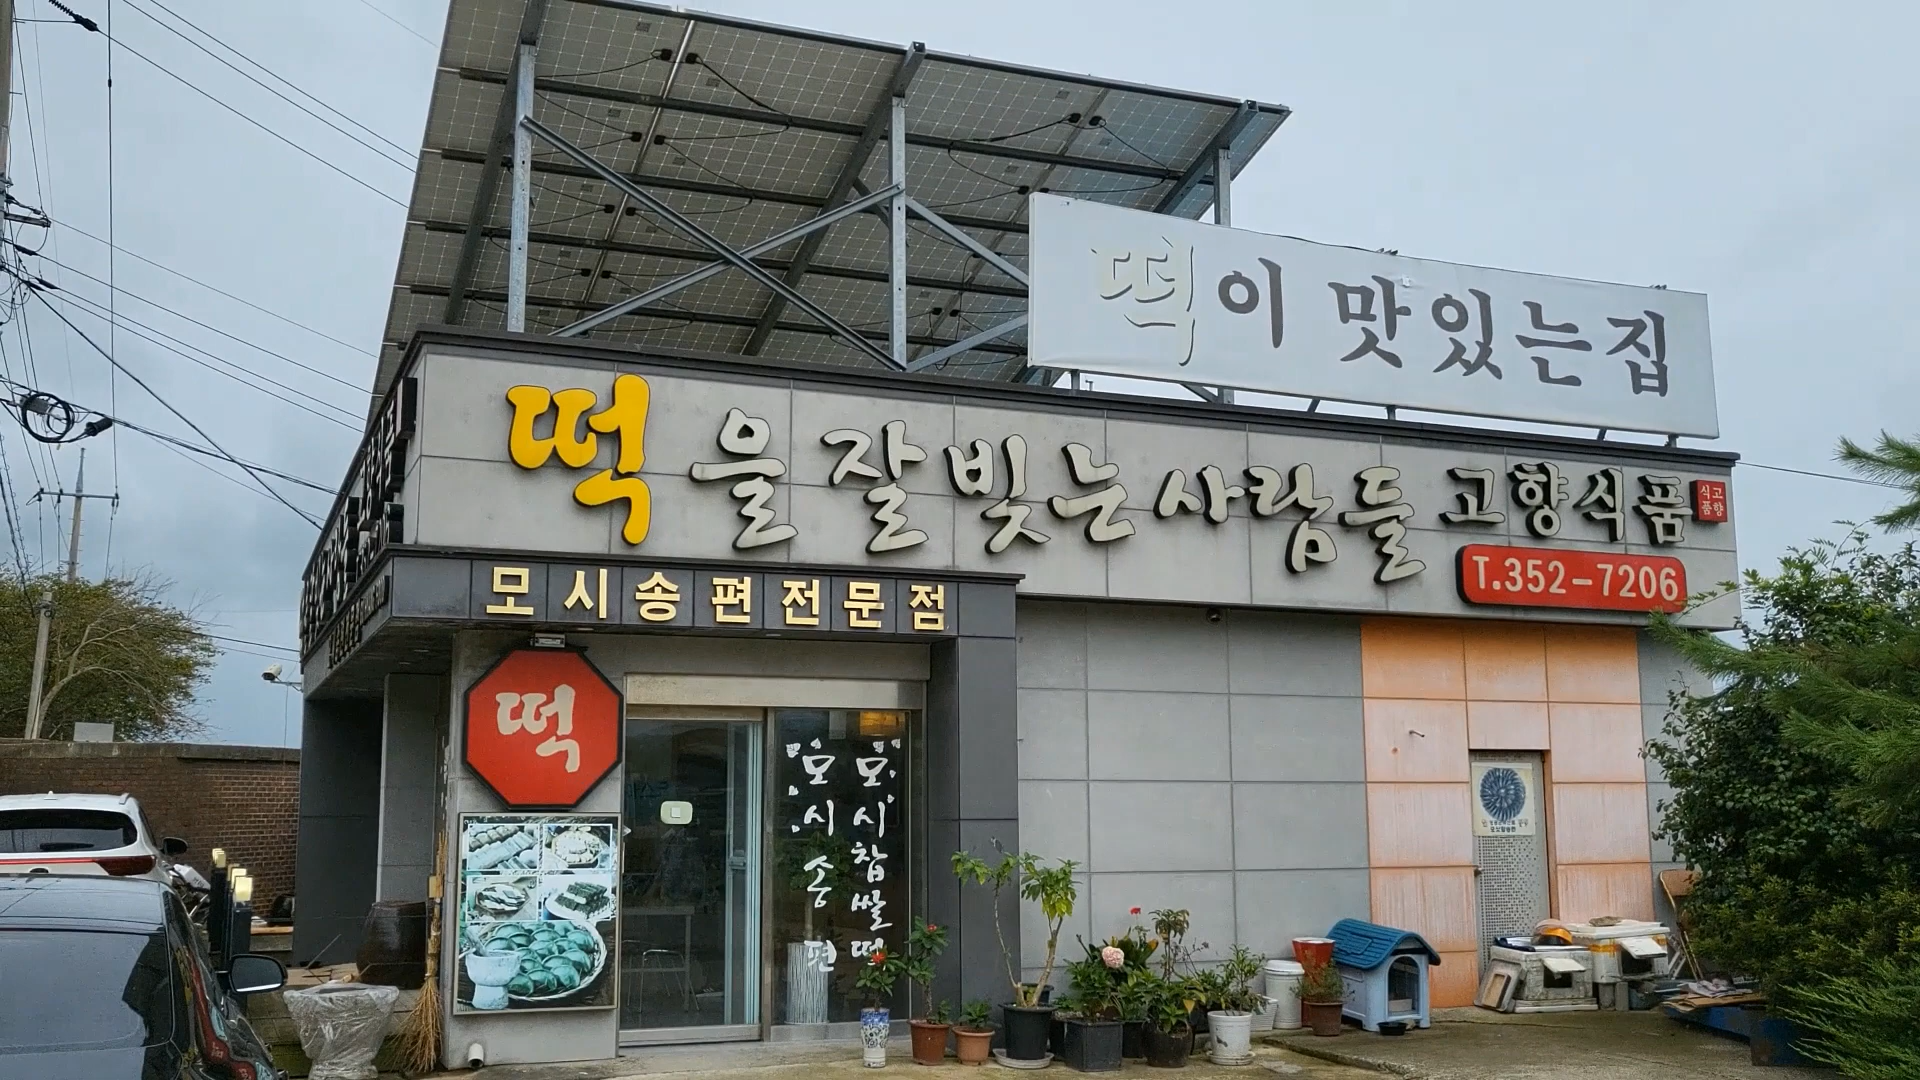 떡이 맛있는집
떡을 잘 빚는 사람들 고향식품
고향
식품
T.352-7206
모시송편전문점
떡
모시송편
모시찹쌀떡